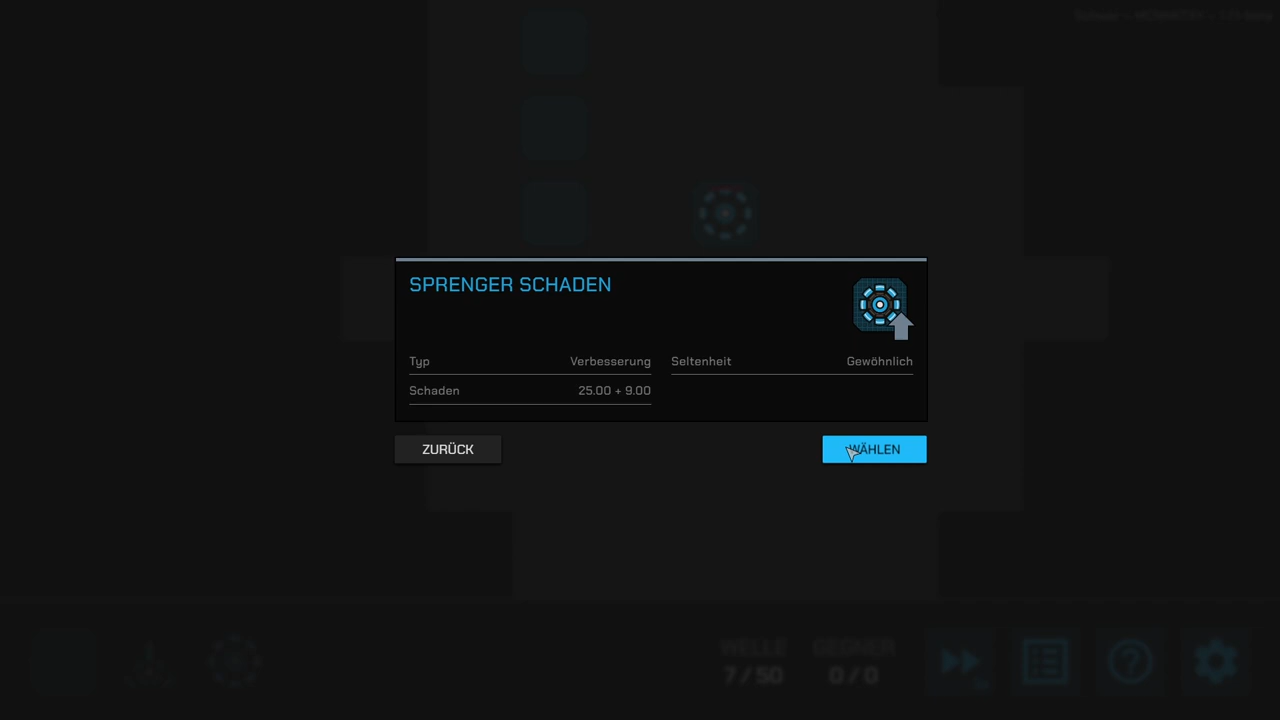 SPRENGER SCHADEN
Typ Verbesserung Seltenheit Gewöhnlich
Schaden 25.00 + 9.00
ZURÜCK WÄHLEN
WELLE GEGNER
7 / 50 0 / 0